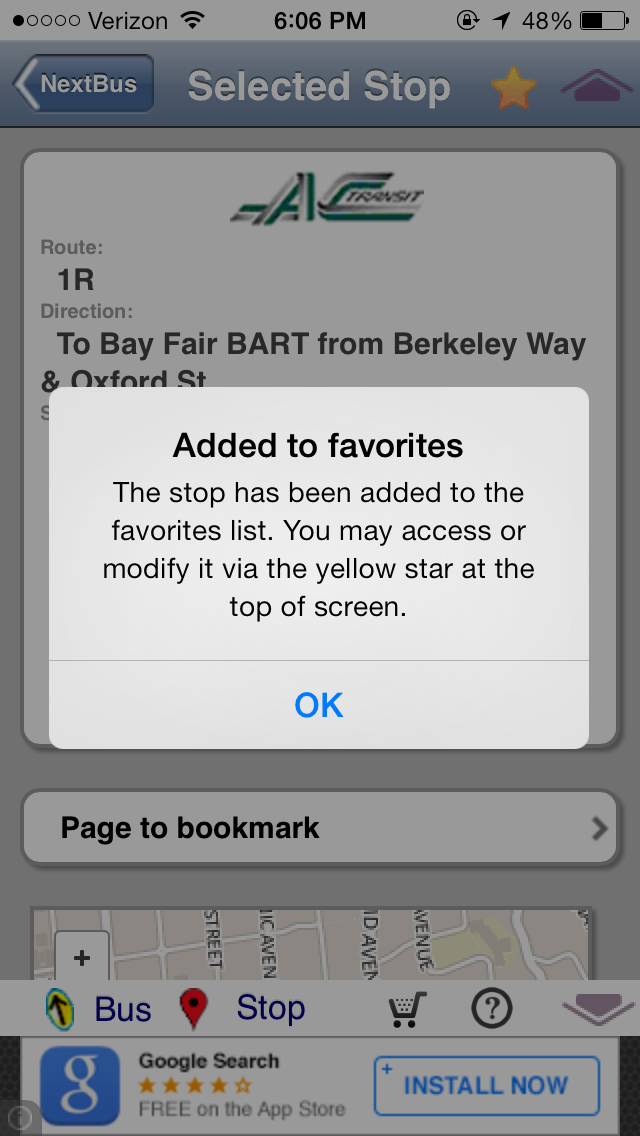 Verizon 6:06 PM 48%
NextBus Selected Stop
AC TRANSIT
Route:
1R
Direction:
To Bay Fair BART from Berkeley Way
& Oxford St
S
Added to favorites
The stop has been added to the
favorites list. You may access or
modify it via the yellow star at the
top of screen.
OK
Page to bookmark
+
STREET
IIC AVEN
ID AVEN
AVENUE
Bus Stop ?
g
Google Search
FREE on the App Store
+ INSTALL NOW
i